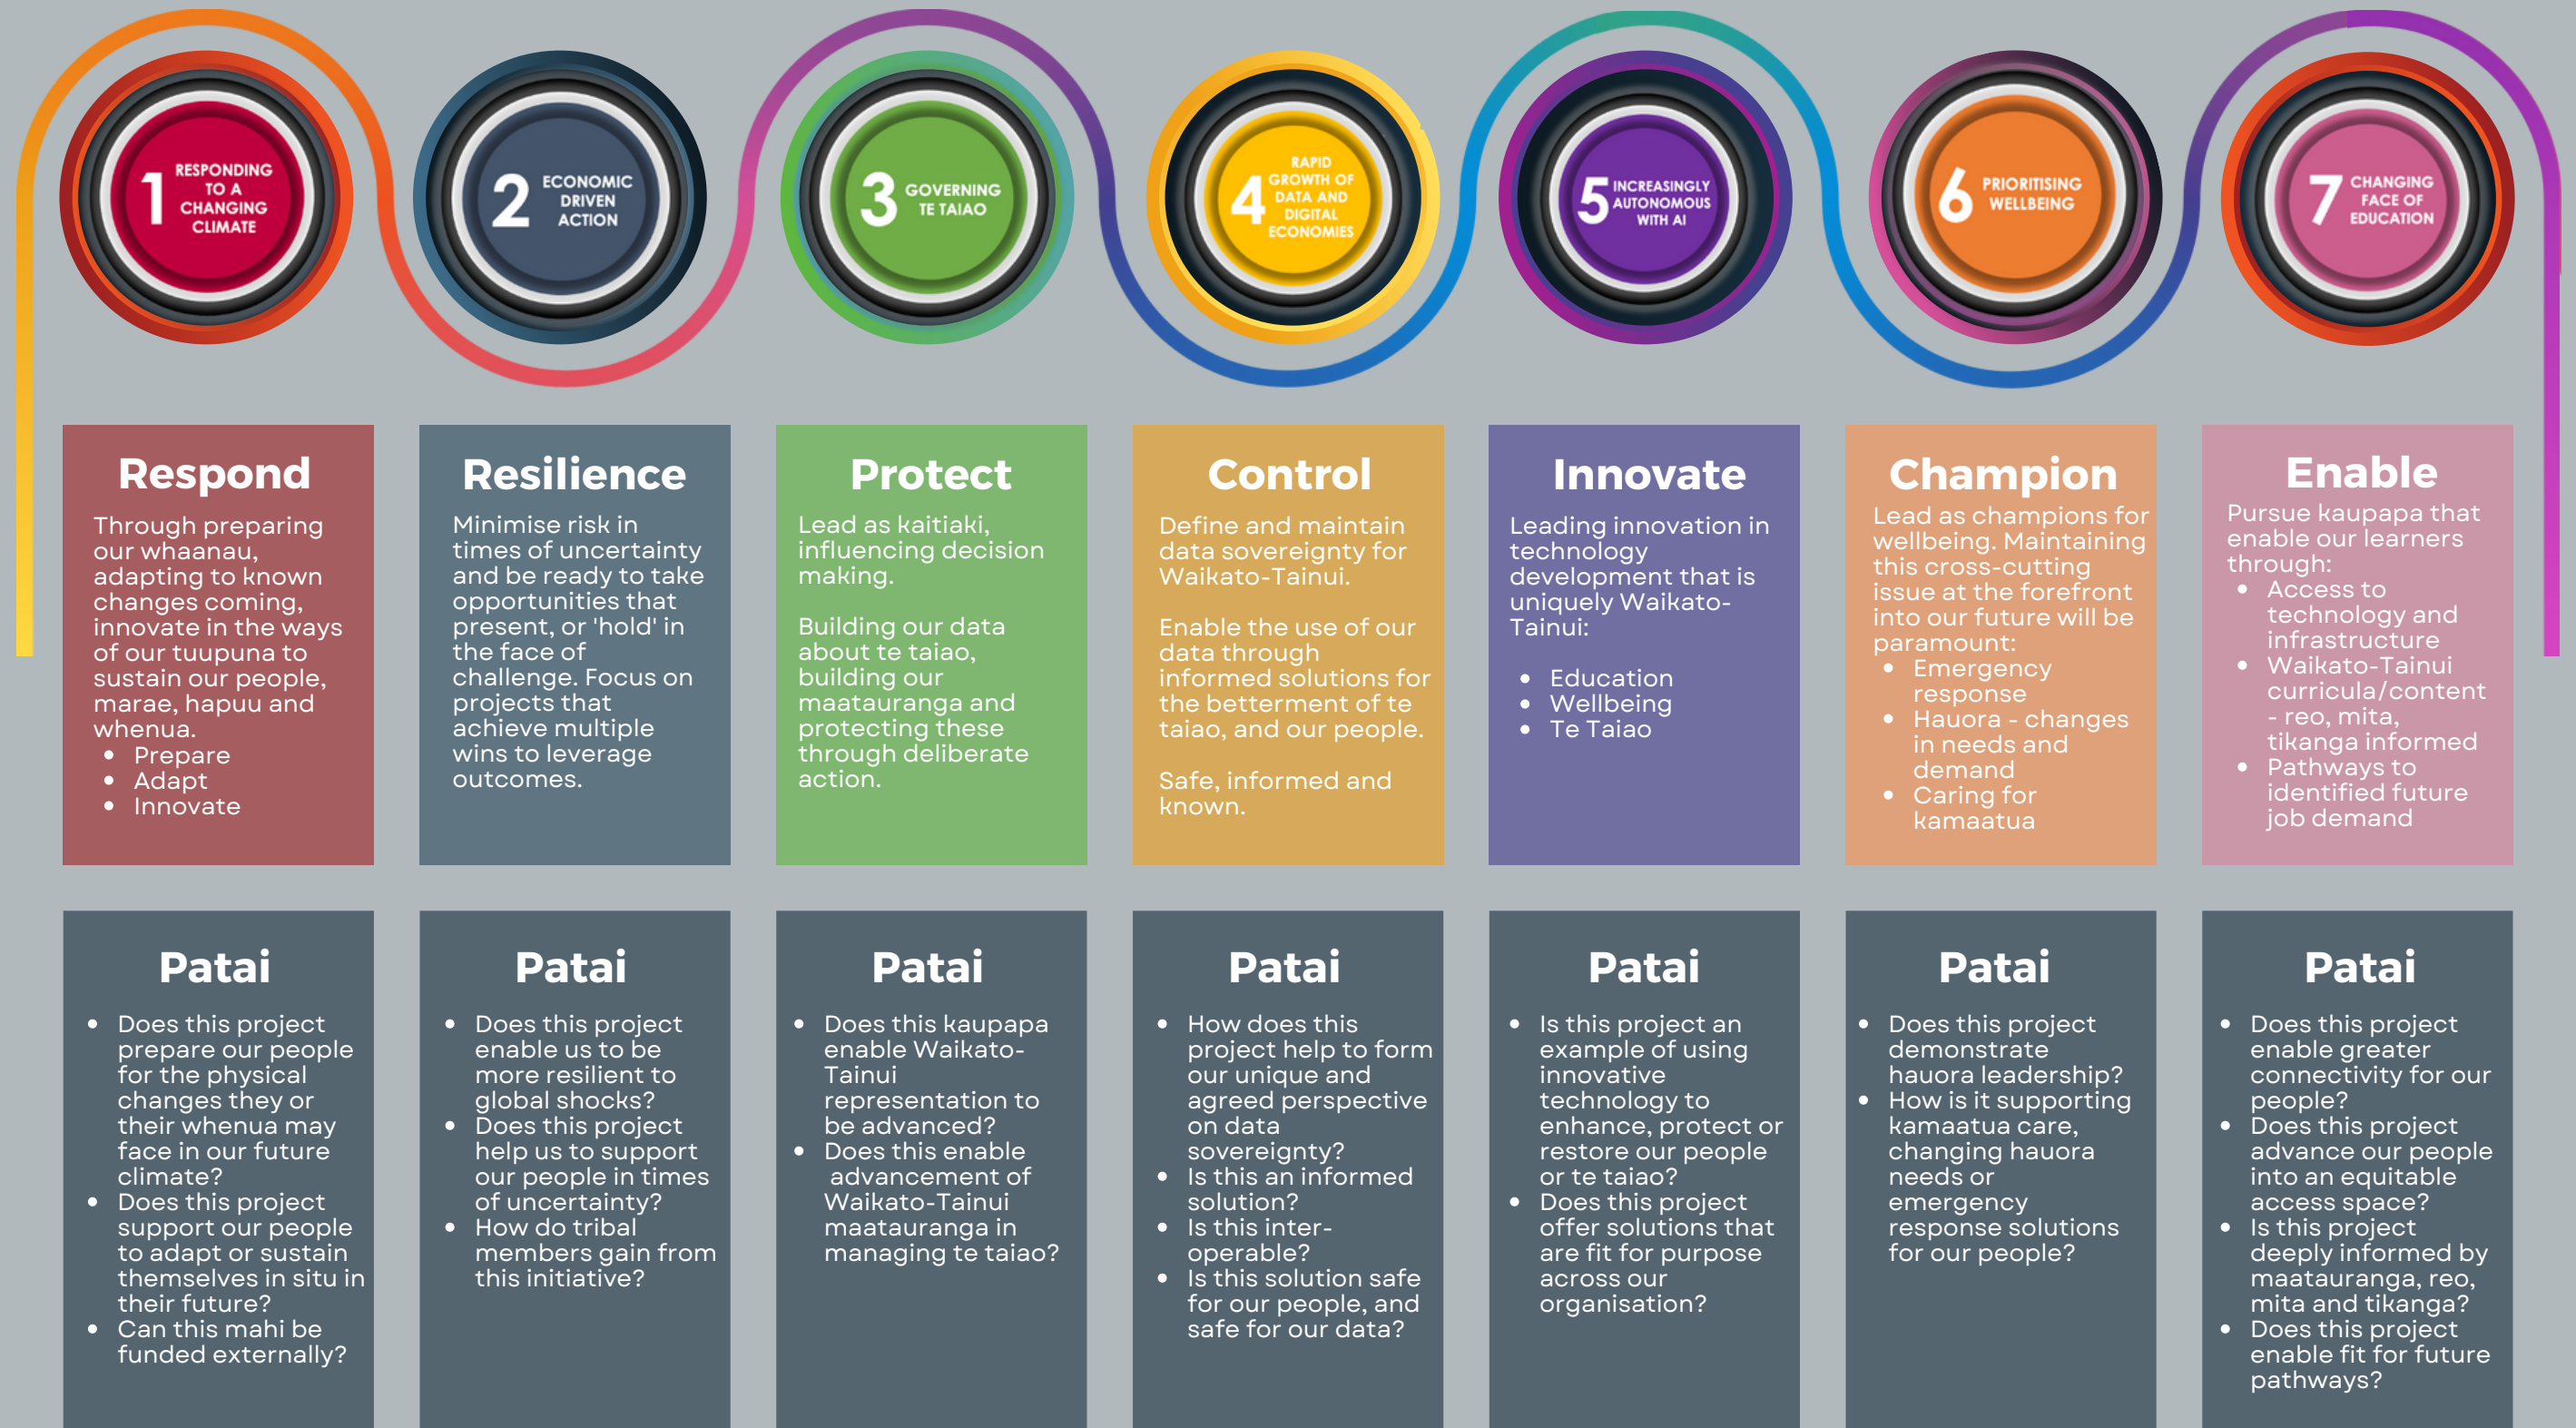 1
RESPONDING
TO A
CHANGING
CLIMATE
2
ECONOMIC
DRIVEN
ACTION
3
GOVERNING
TE TAIAO
4
RAPID
GROWTH OF
DATA AND
DIGITAL
ECONOMIES
5
INCREASINGLY
AUTONOMOUS
WITH AI
6
PRIORITISING
WELLBEING
7
CHANGING
FACE OF
EDUCATION
Respond
Through preparing
our whaanau,
adapting to known
changes coming,
innovate in the ways
of our tuupuna to
sustain our people,
marae, hapuu and
whenua.
• Prepare
• Adapt
• Innovate
Resilience
Minimise risk in
times of uncertainty
and be ready to take
opportunities that
present, or 'hold' in
the face of
challenge. Focus on
projects that
achieve multiple
wins to leverage
outcomes.
Protect
Lead as kaitiaki,
influencing decision
making.
Building our data
about te taiao,
building our
maatauranga and
protecting these
through deliberate
action.
Control
Define and maintain
data sovereignty for
Waikato-Tainui.
Enable the use of our
data through
informed solutions for
the betterment of te
taiao, and our people.
Safe, informed and
known.
Innovate
Leading innovation in
technology
development that is
uniquely Waikato-
Tainui:
• Education
• Wellbeing
• Te Taiao
Champion
Lead as champions for
wellbeing. Maintaining
this cross-cutting
issue at the forefront
into our future will be
paramount:
• Emergency
response
• Hauora - changes
in needs and
demand
• Caring for
kamaatua
Enable
Pursue kaupapa that
enable our learners
through:
• Access to
technology and
infrastructure
• Waikato-Tainui
curricula/content
- reo, mita,
tikanga informed
• Pathways to
identified future
job demand
Patai
• Does this project
prepare our people
for the physical
changes they or
their whenua may
face in our future
climate?
• Does this project
support our people
to adapt or sustain
themselves in situ in
their future?
• Can this mahi be
funded externally?
Patai
• Does this project
enable us to be
more resilient to
global shocks?
• Does this project
help us to support
our people in times
of uncertainty?
• How do tribal
members gain from
this initiative?
Patai
• Does this kaupapa
enable Waikato-
Tainui
representation to
be advanced?
• Does this enable
advancement of
Waikato-Tainui
maatauranga in
managing te taiao?
Patai
• How does this
project help to form
our unique and
agreed perspective
on data
sovereignty?
• Is this an informed
solution?
• Is this inter-
operable?
• Is this solution safe
for our people, and
safe for our data?
Patai
• Is this project an
example of using
innovative
technology to
enhance, protect or
restore our people
or te taiao?
• Does this project
offer solutions that
are fit for purpose
across our
organisation?
Patai
• Does this project
demonstrate
hauora leadership?
• How is it supporting
kamaatua care,
changing hauora
needs or
emergency
response solutions
for our people?
Patai
• Does this project
enable greater
connectivity for our
people?
• Does this project
advance our people
into an equitable
access space?
• Is this project
deeply informed by
maatauranga, reo,
mita and tikanga?
• Does this project
enable fit for future
pathways?